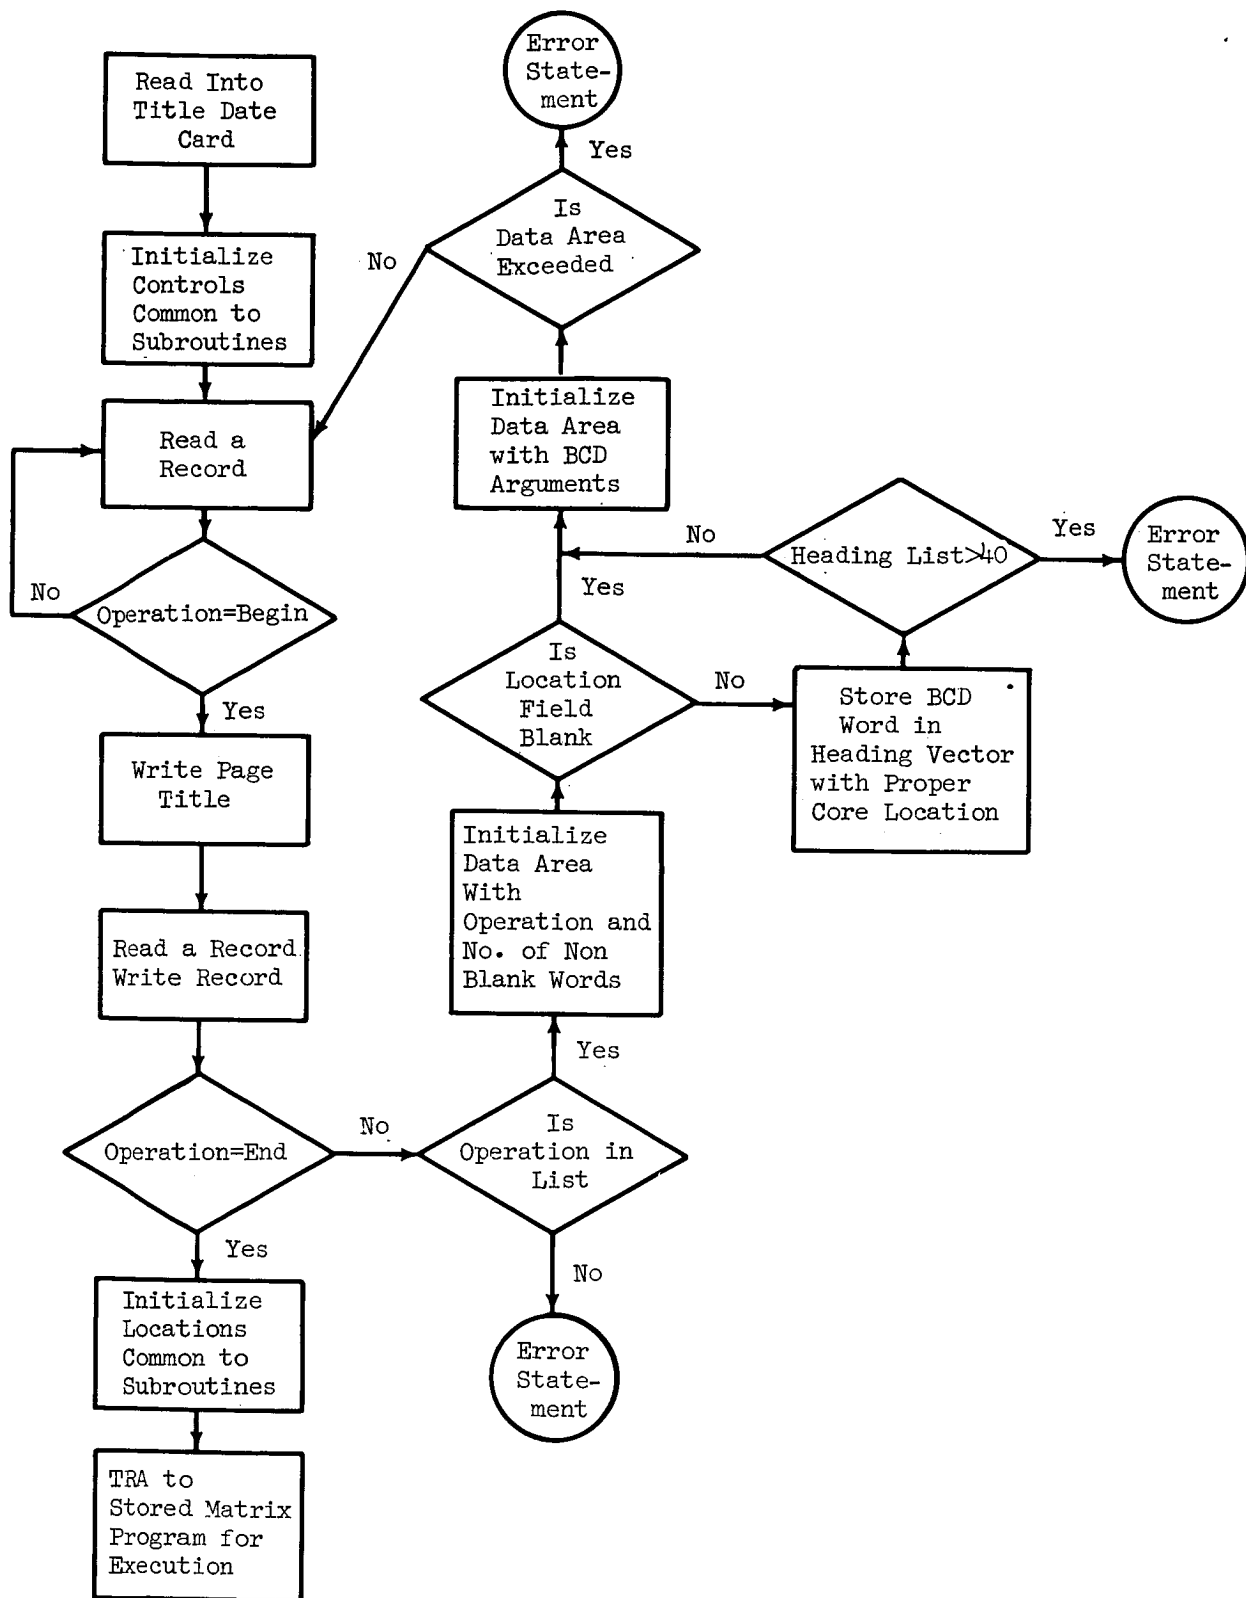 Read Into
Title Date
Card
Initialize
Controls
Common to
Subroutines
Read a
Record
No
Operation=Begin
Yes
Write Page
Title
Read a Record
Write Record
Operation=End
No
Yes
Initialize
Locations
Common to
Subroutines
TRA to
Stored Matrix
Program for
Execution
Error
State-
ment
Yes
Is
Data Area
Exceeded
No
Initialize
Data Area
with BCD
Arguments
No
Heading List>40
Yes
Error
State-
ment
Yes
Is
Location
Field
Blank
No
Store BCD
Word in
Heading Vector
with Proper
Core Location
Initialize
Data Area
With
Operation and
No. of Non
Blank Words
Yes
Is
Operation in
List
No
Error
State-
ment